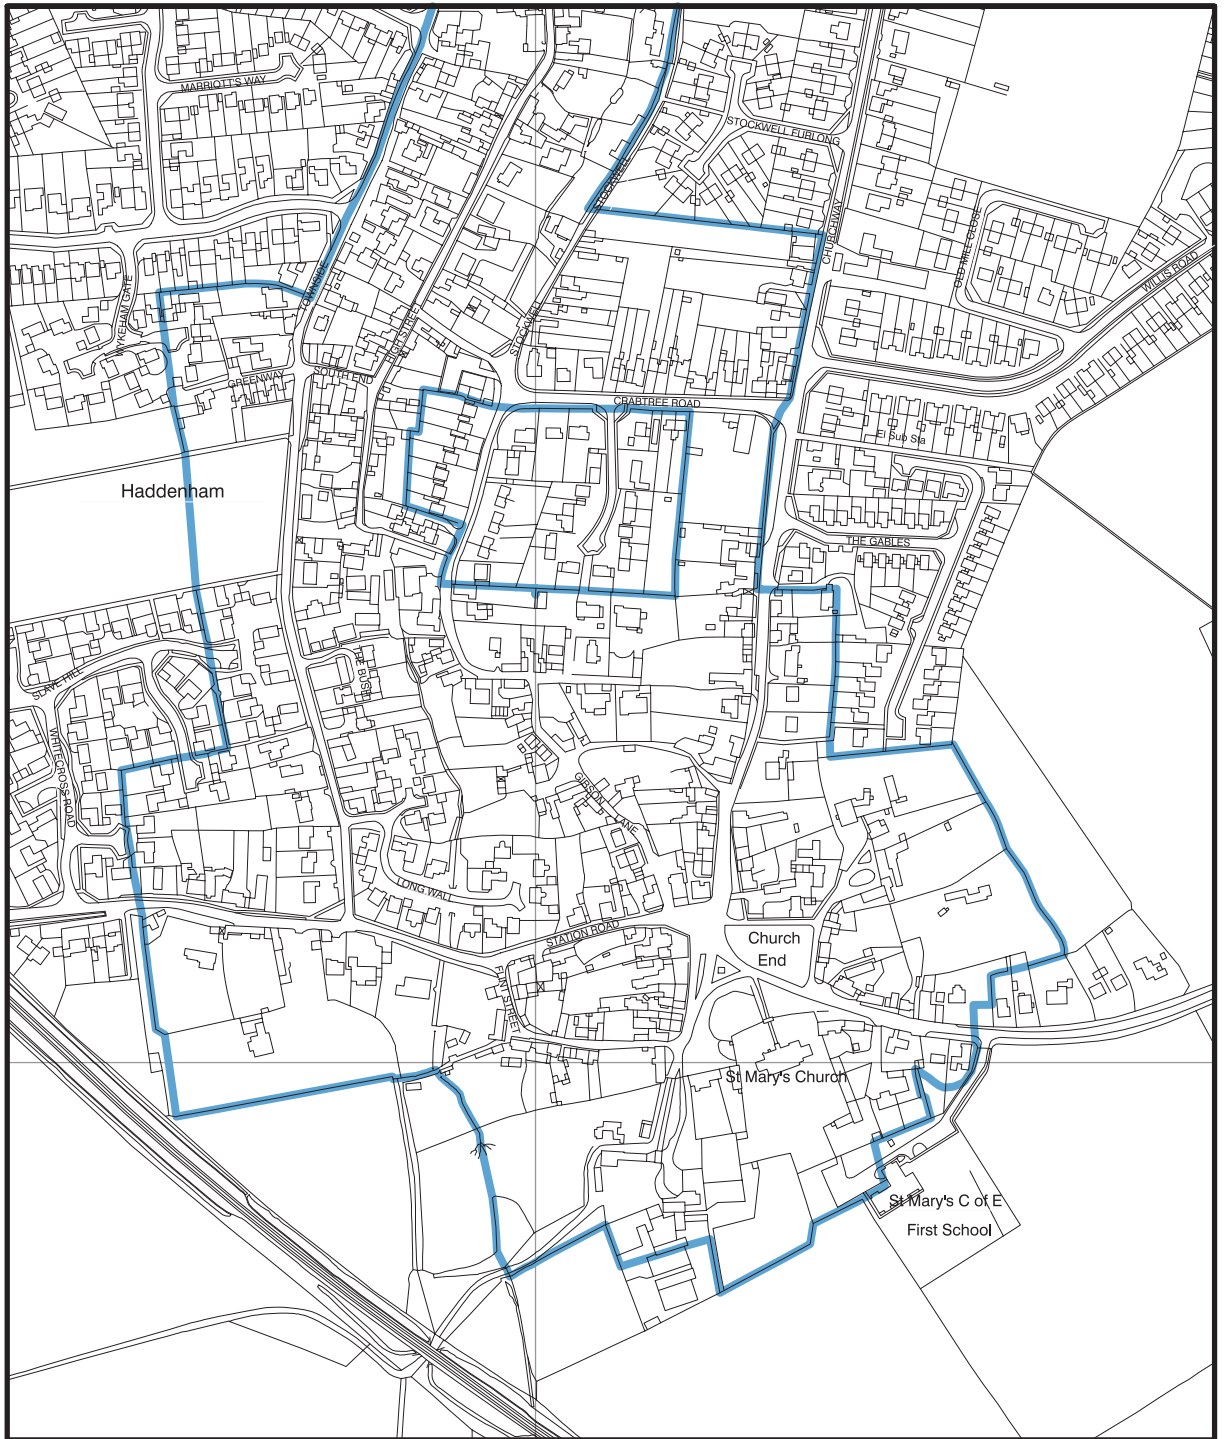 MARRIOTT'S WAY
STOCKWELL FURLONG
STOCKWELL
CHURCHWAY
OLD MILL CLOSE
WILLIS ROAD
WYKEHAM GATE
TOWNSIDE
HIGH STREET
STOCKWELL
GREENWAY
SOUTH END
CRABTREE ROAD
El Sub Sta
Haddenham
THE GABLES
SLAVE HILL
THE BUSH
WHITECROSS ROAD
GIBSON LANE
LONG WALL
STATION ROAD
Church
End
FLINT STREET
St Mary's Church
St Mary's C of E
First School